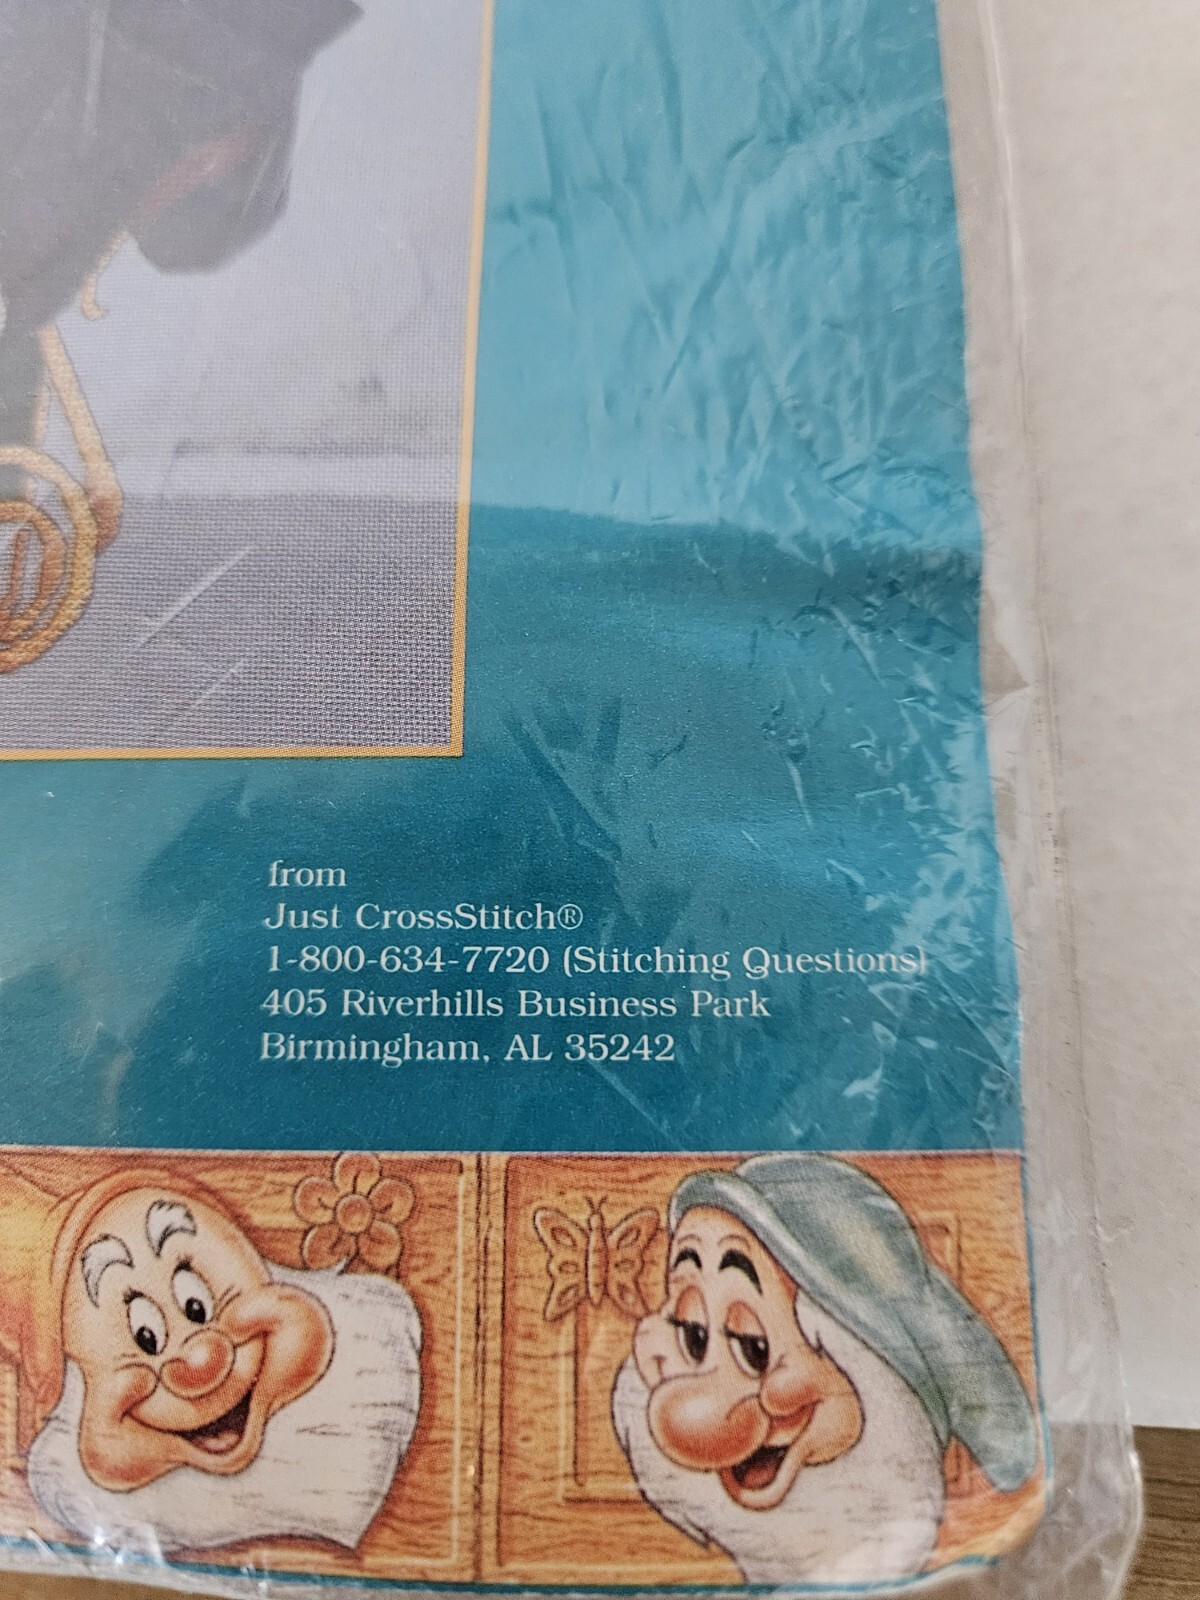 from
Just CrossStitch®
1-800-634-7720 (Stitching Questions)
405 Riverhills Business Park
Birmingham, AL 35242